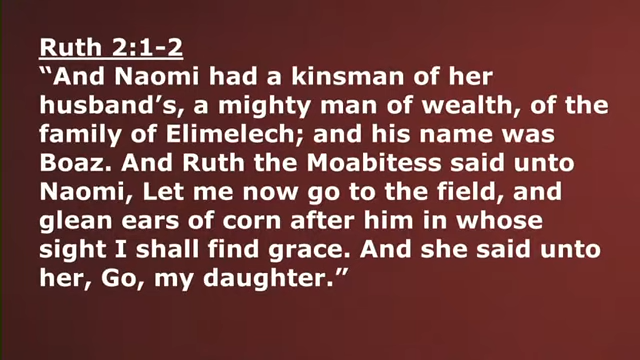 Ruth 2:1-2
“And Naomi had a kinsman of her
husband’s, a mighty man of wealth, of the
family of Elimelech; and his name was
Boaz. And Ruth the Moabitess said unto
Naomi, Let me now go to the field, and
glean ears of corn after him in whose
sight I shall find grace. And she said unto
her, Go, my daughter.”